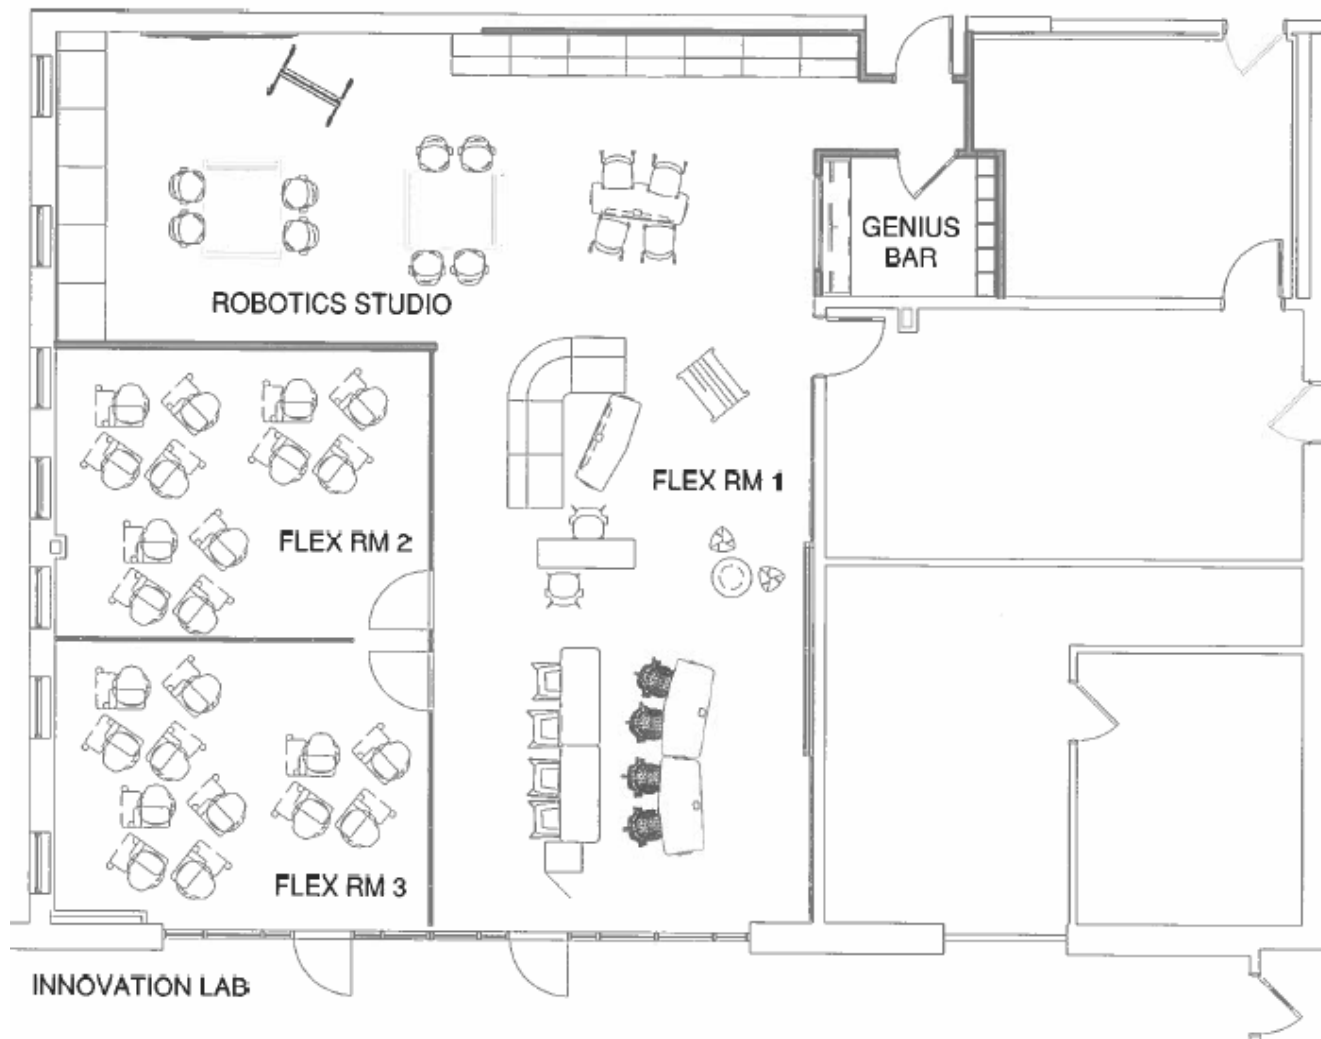 GENIUS
BAR
ROBOTICS STUDIO
FLEX RM 1
FLEX RM 2
FLEX RM 3
INNOVATION LAB